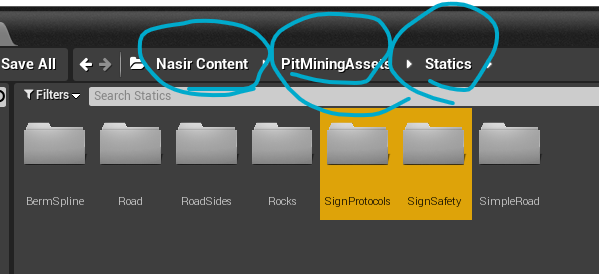 Save All Nasir Content PitMiningAssets Statics
Filters Search Statics
BermSpline Road RoadSides Rocks SignProtocols SignSafety SimpleRoad